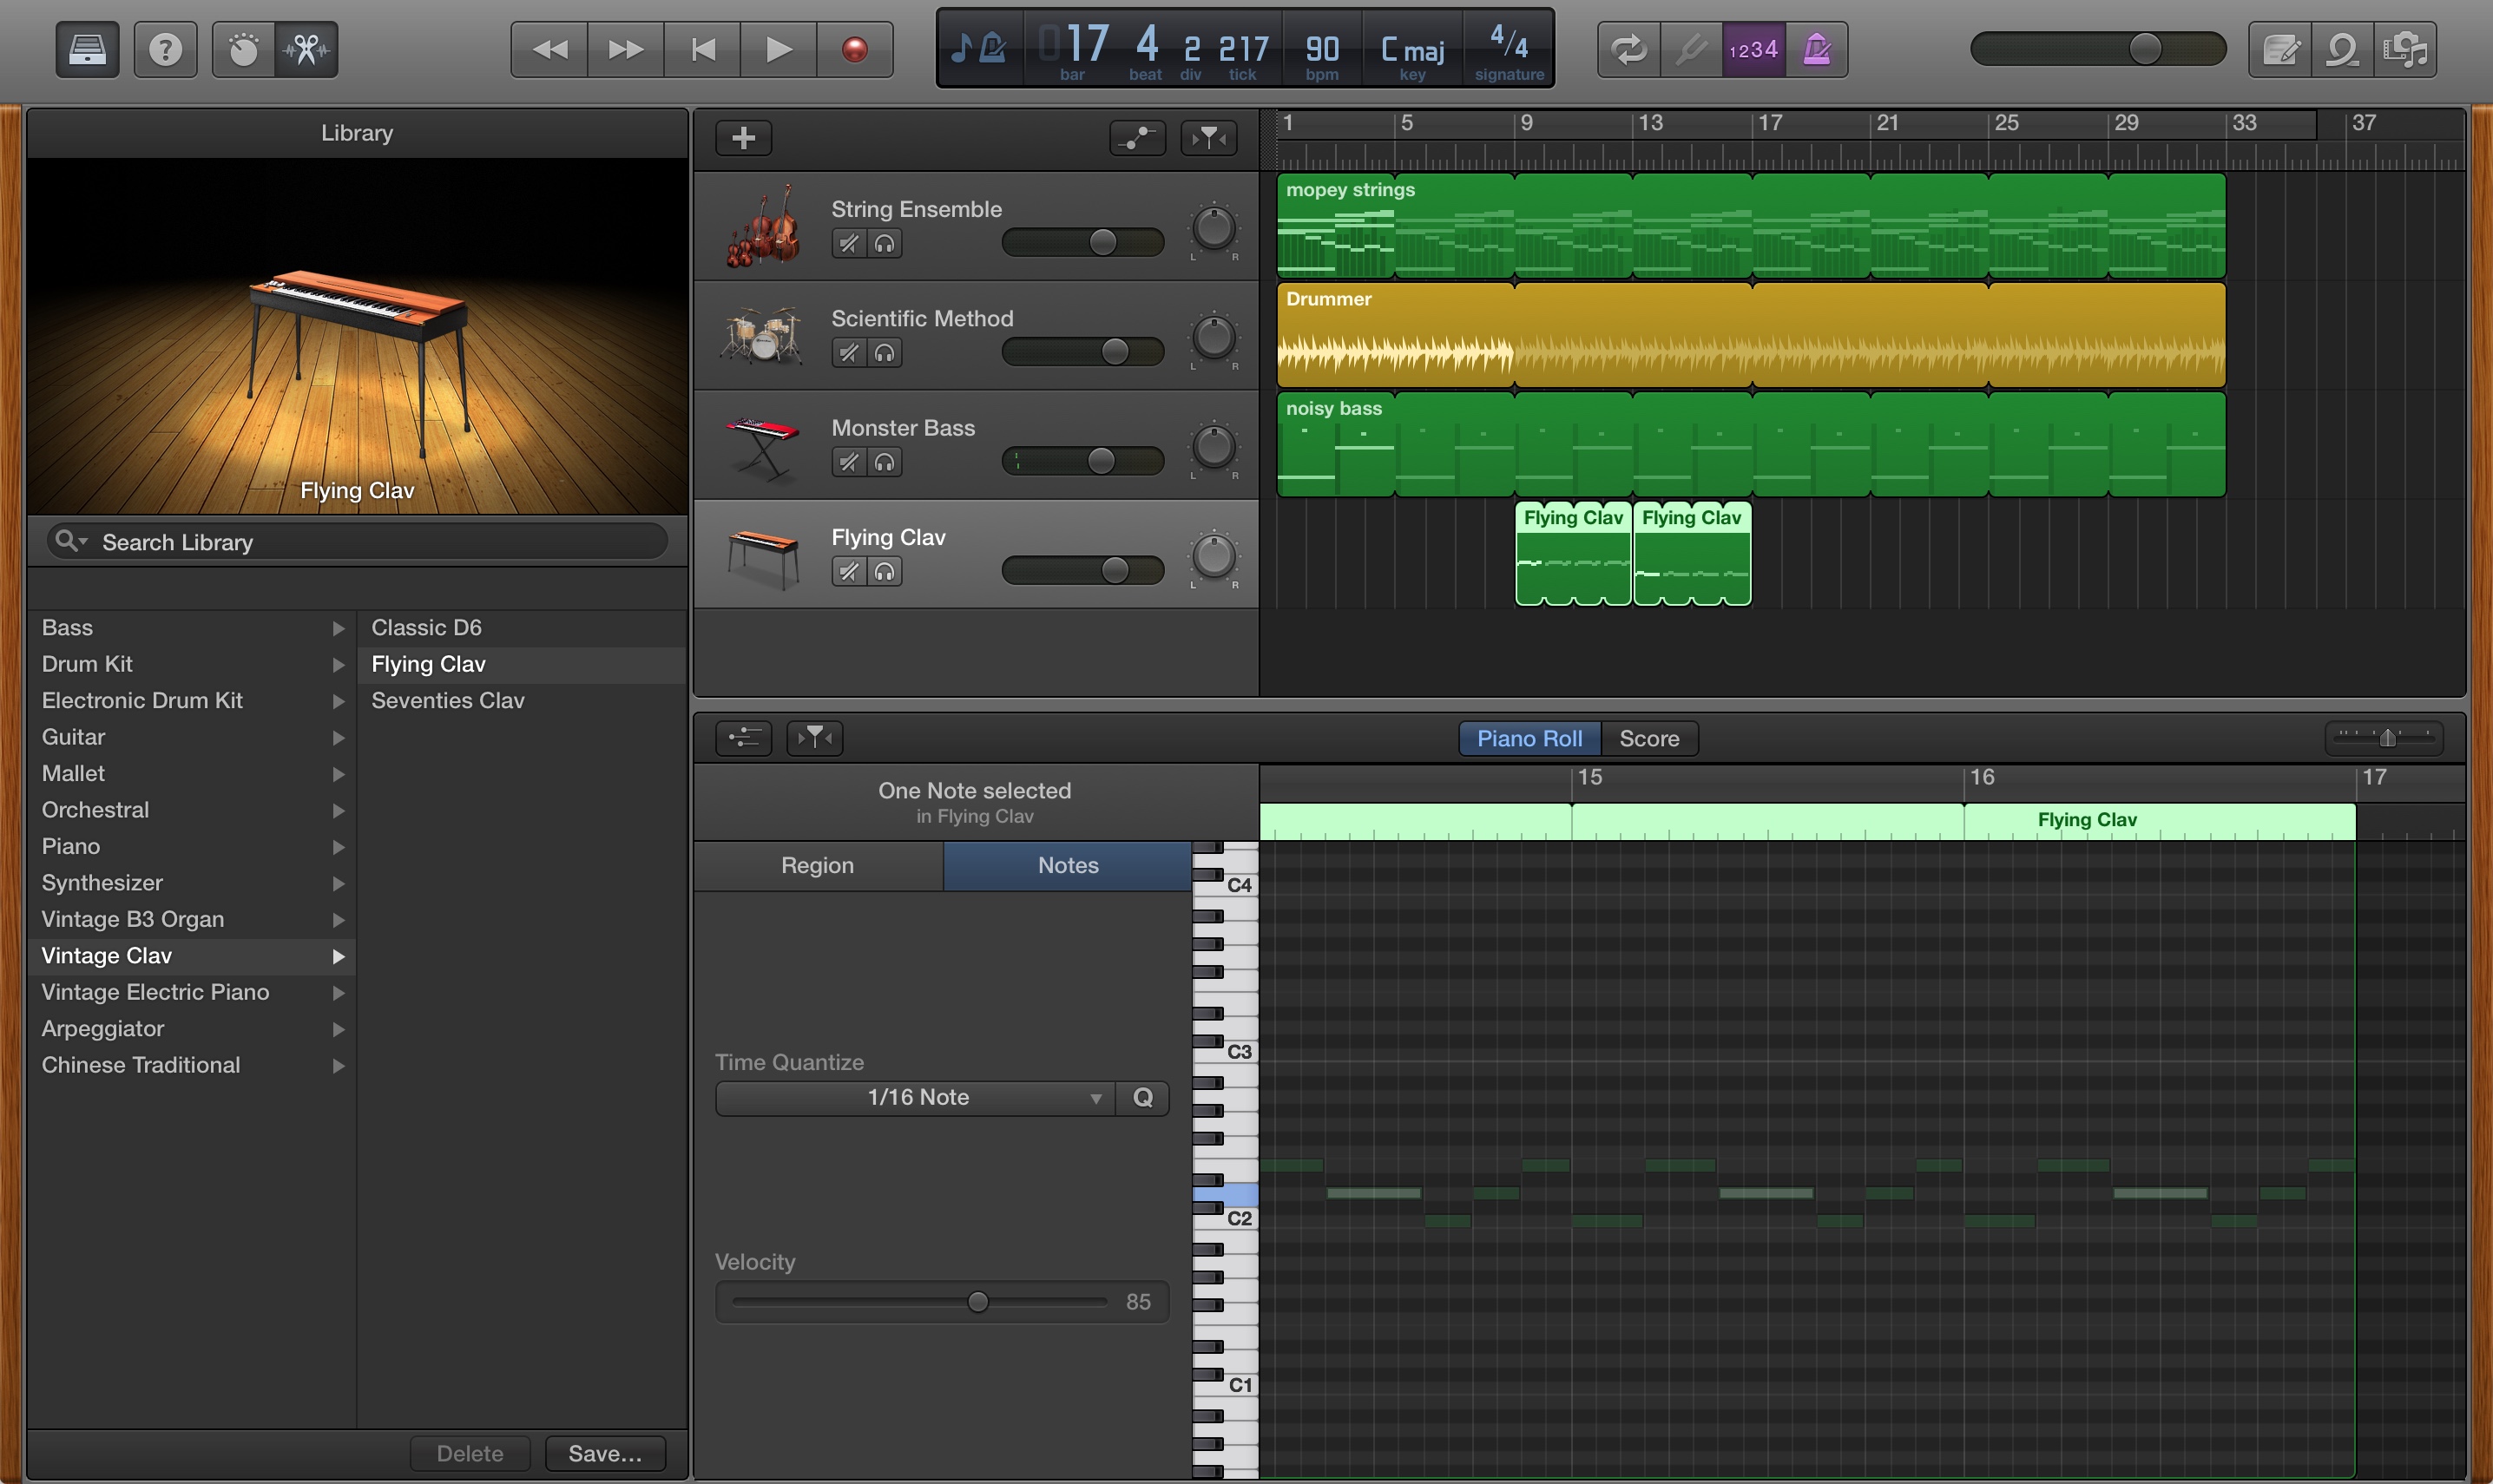 17 4 2 217 90 C maj 4/4
bar beat div tick bpm key signature
1234
Library
Flying Clav
Search Library
Bass
Drum Kit
Electronic Drum Kit
Guitar
Mallet
Orchestral
Piano
Synthesizer
Vintage B3 Organ
Vintage Clav
Vintage Electric Piano
Arpeggiator
Chinese Traditional
Classic D6
Flying Clav
Seventies Clav
Delete Save...
1 5 9 13 17 21 25 29 33 37
String Ensemble
L R
Scientific Method
L R
Monster Bass
L R
Flying Clav
L R
mopey strings
Drummer
noisy bass
Flying Clav Flying Clav
Piano Roll Score
One Note selected
in Flying Clav
Region Notes
Time Quantize
1/16 Note Q
Velocity
85
15 16 17
Flying Clav
C4
C3
C2
C1